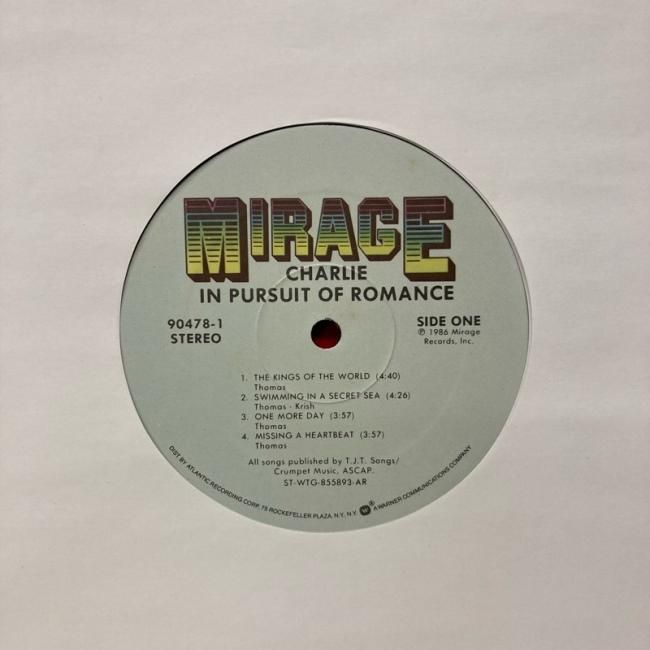 MIRAGE
CHARLIE
IN PURSUIT OF ROMANCE
90478-1
STEREO
SIDE ONE
℗ 1986 Mirage
Records, Inc.
1. THE KINGS OF THE WORLD (4:40)
Thomas
2. SWIMMING IN A SECRET SEA (4:26)
Thomas - Krish
3. ONE MORE DAY (3:57)
Thomas
4. MISSING A HEARTBEAT (3:57)
Thomas
All songs published by T.J.T. Songs/
Crumpet Music, ASCAP.
ST-WTG-855893-AR
DIST. BY ATLANTIC RECORDING CORP. 75 ROCKEFELLER PLAZA, N.Y., N.Y. W ® A WARNER COMMUNICATIONS COMPANY